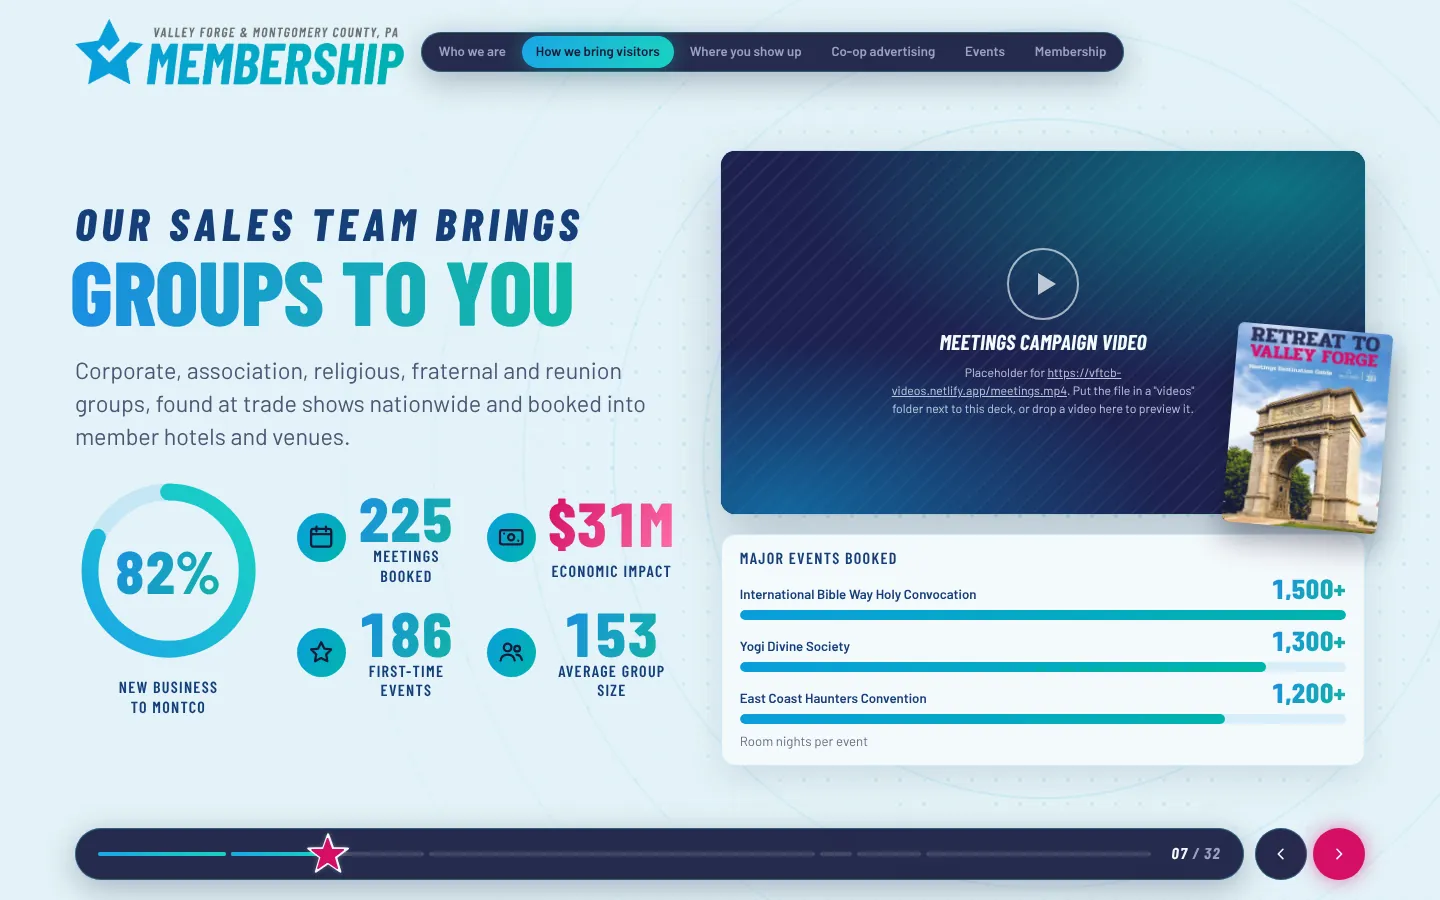 VALLEY FORGE & MONTGOMERY COUNTY, PA
MEMBERSHIP
Who we are
How we bring visitors
Where you show up
Co-op advertising
Events
Membership
OUR SALES TEAM BRINGS
GROUPS TO YOU
Corporate, association, religious, fraternal and reunion
groups, found at trade shows nationwide and booked into
member hotels and venues.
82%
NEW BUSINESS
TO MONTCO
225
MEETINGS
BOOKED
$31M
ECONOMIC IMPACT
186
FIRST-TIME
EVENTS
153
AVERAGE GROUP
SIZE
MEETINGS CAMPAIGN VIDEO
Placeholder for https://vftcb-
videos.netlify.app/meetings.mp4. Put the file in a "videos"
folder next to this deck, or drop a video here to preview it.
RETREAT TO
VALLEY FORGE
Meetings Destination Guide
MAJOR EVENTS BOOKED
International Bible Way Holy Convocation
1,500+
Yogi Divine Society
1,300+
East Coast Haunters Convention
1,200+
Room nights per event
07 / 32